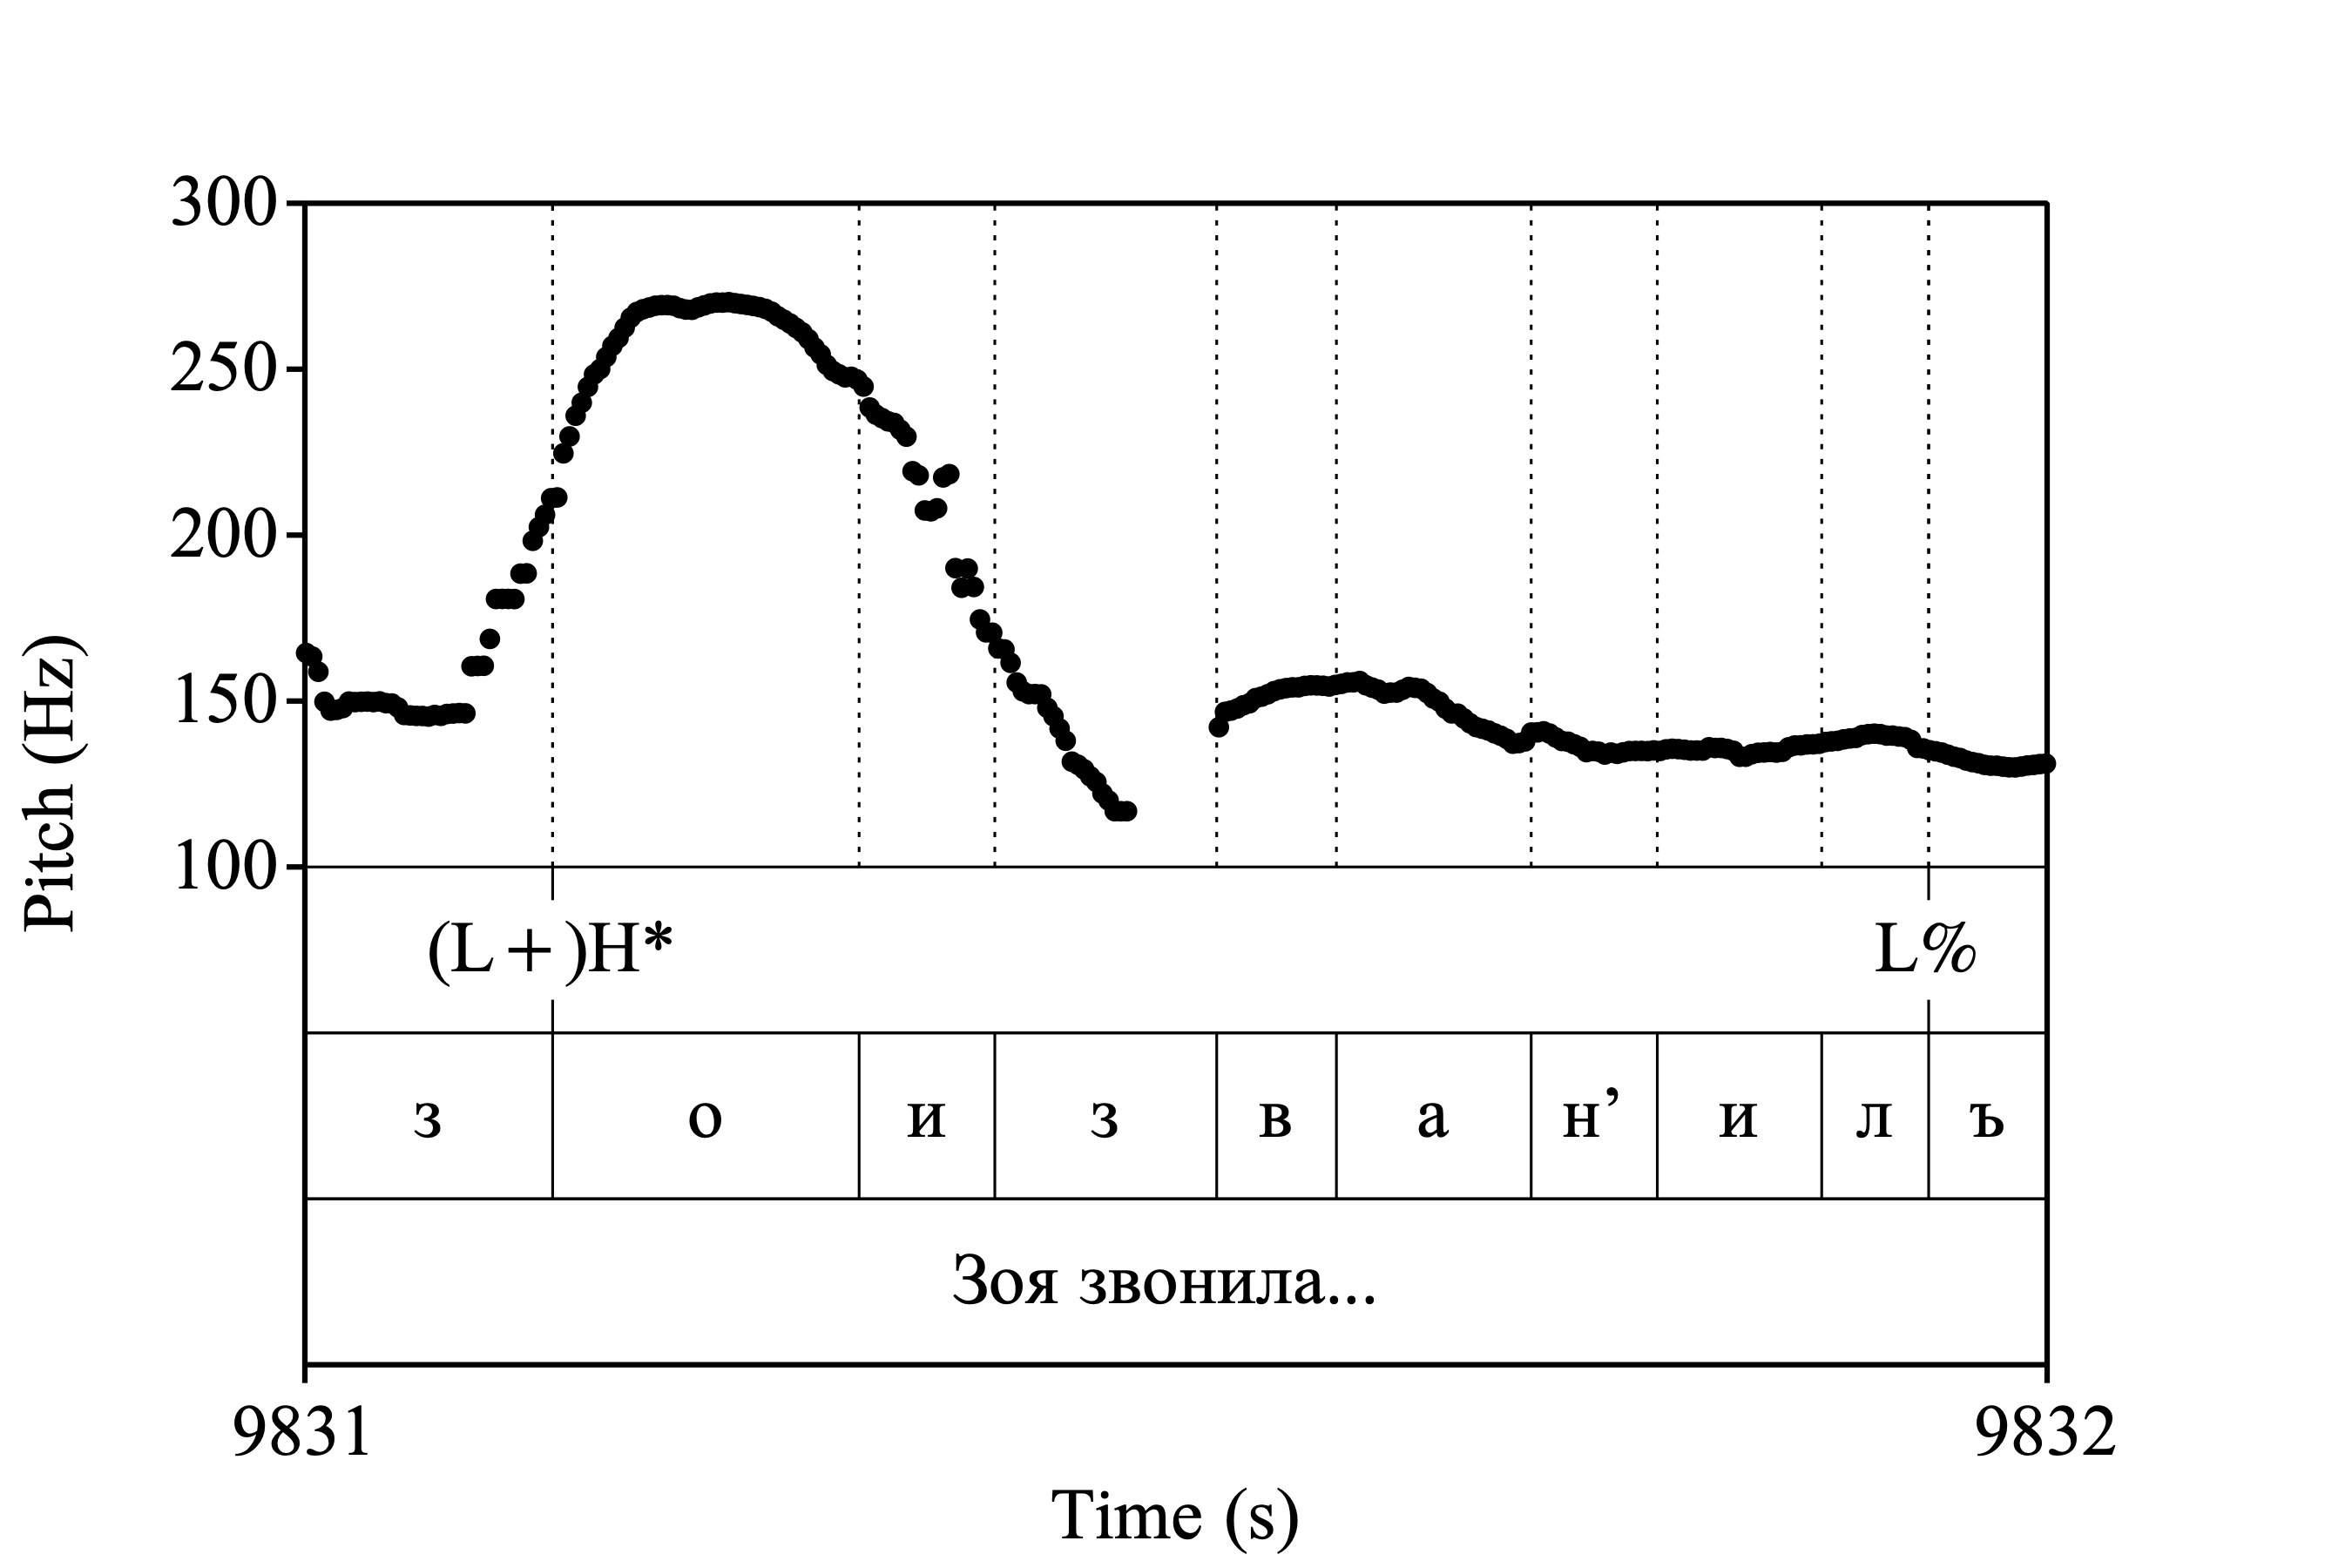 300
250
200
150
100
Pitch (Hz)
(L + )H* L%
з о и з в а н’ и л ъ
Зоя звонила...
9831 9832
Time (s)